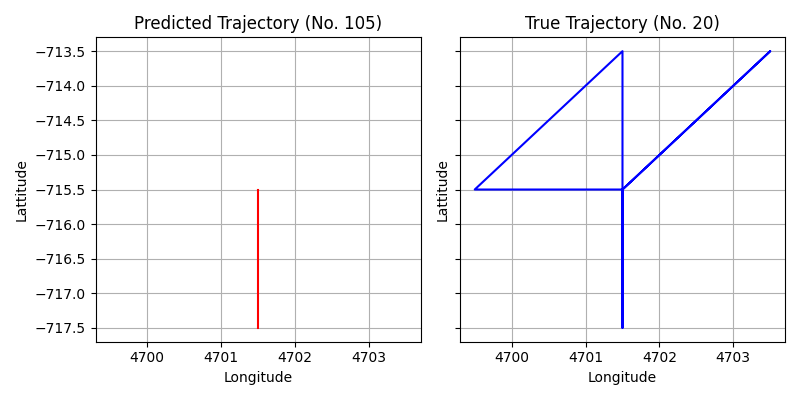 Predicted Trajectory (No. 105)
True Trajectory (No. 20)
−713.5
−714.0
−714.5
−715.0
−715.5
−716.0
−716.5
−717.0
−717.5
Lattitude
Lattitude
4700 4701 4702 4703
4700 4701 4702 4703
Longitude
Longitude